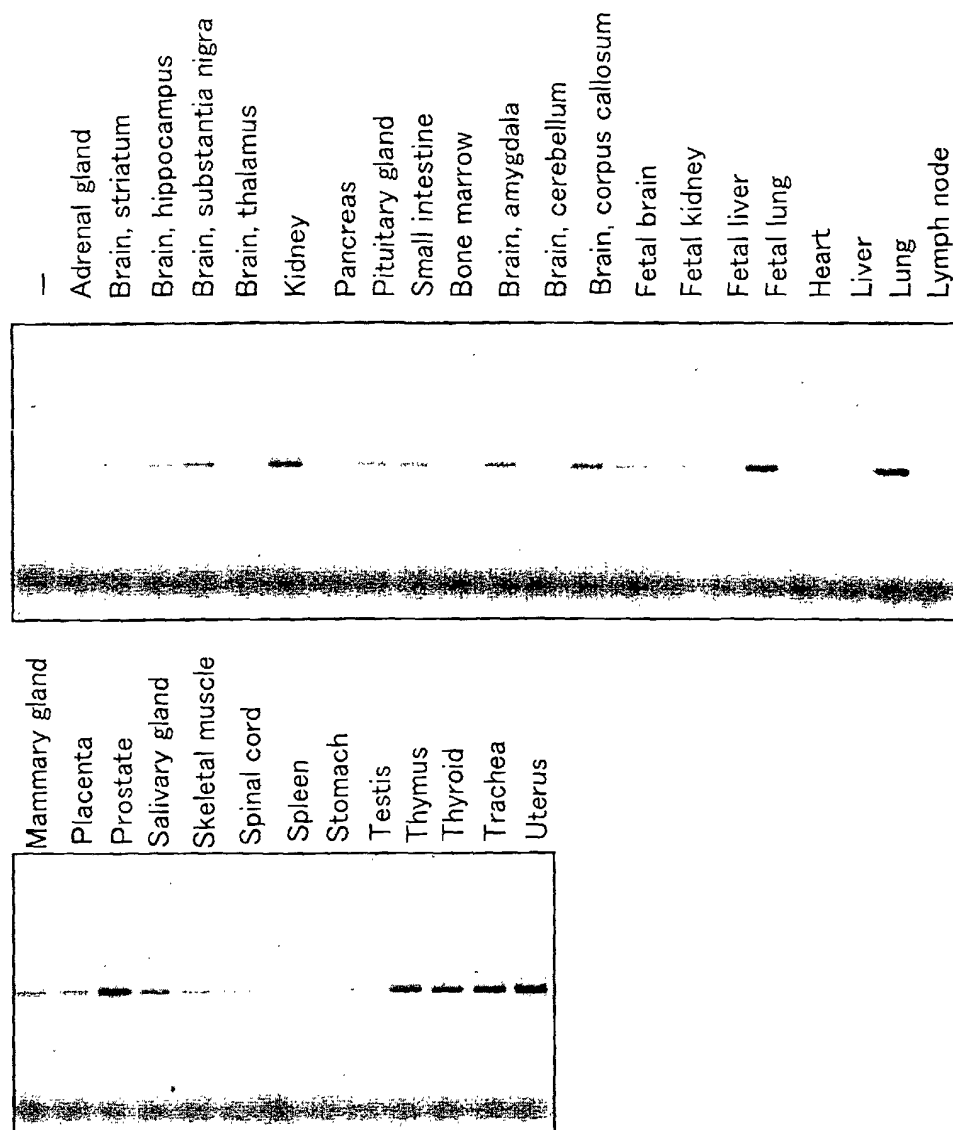 —
Adrenal gland
Brain, striatum
Brain, hippocampus
Brain, substantia nigra
Brain, thalamus
Kidney
Pancreas
Pituitary gland
Small intestine
Bone marrow
Brain, amygdala
Brain, cerebellum
Brain, corpus callosum
Fetal brain
Fetal kidney
Fetal liver
Fetal lung
Heart
Liver
Lung
Lymph node
Mammary gland
Placenta
Prostate
Salivary gland
Skeletal muscle
Spinal cord
Spleen
Stomach
Testis
Thymus
Thyroid
Trachea
Uterus